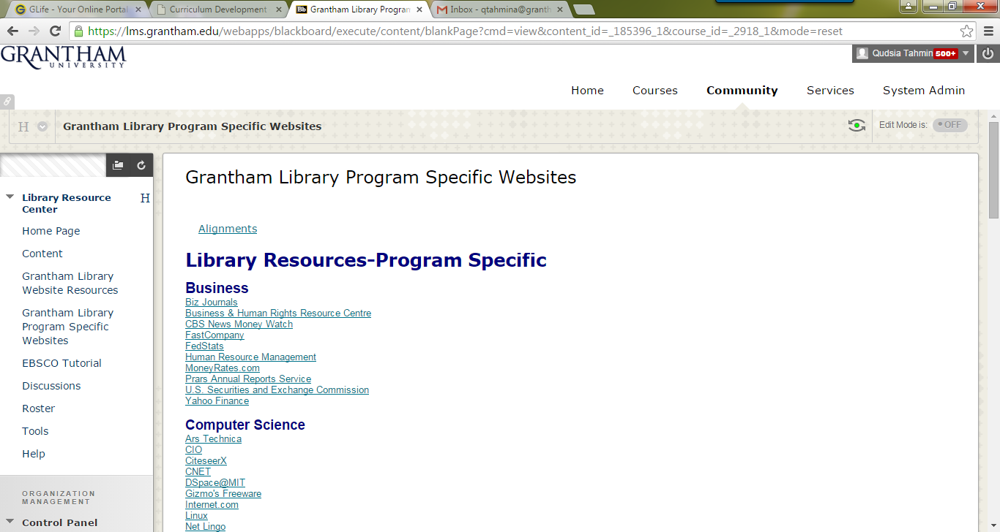 GLife - Your Online Porta
Curriculum Development
Bb Grantham Library Program
Inbox - qtahmina@granth
https://lms.grantham.edu/webapps/blackboard/execute/content/blankPage?cmd=view&content_id=_185396_1&course_id=_2918_1&mode=reset
GRANTHAM
UNIVERSITY
Qudsia Tahmin 500+
Home Courses Community Services System Admin
H Grantham Library Program Specific Websites
Edit Mode is: OFF
Library Resource
Center
H
Home Page
Content
Grantham Library
Website Resources
Grantham Library
Program Specific
Websites
EBSCO Tutorial
Discussions
Roster
Tools
Help
ORGANIZATION
MANAGEMENT
Control Panel
Grantham Library Program Specific Websites
Alignments
Library Resources-Program Specific
Business
Biz Journals
Business & Human Rights Resource Centre
CBS News Money Watch
FastCompany
FedStats
Human Resource Management
MoneyRates.com
Prars Annual Reports Service
U.S. Securities and Exchange Commission
Yahoo Finance
Computer Science
Ars Technica
CIO
CiteseerX
CNET
DSpace@MIT
Gizmo's Freeware
Internet.com
Linux
Net Lingo